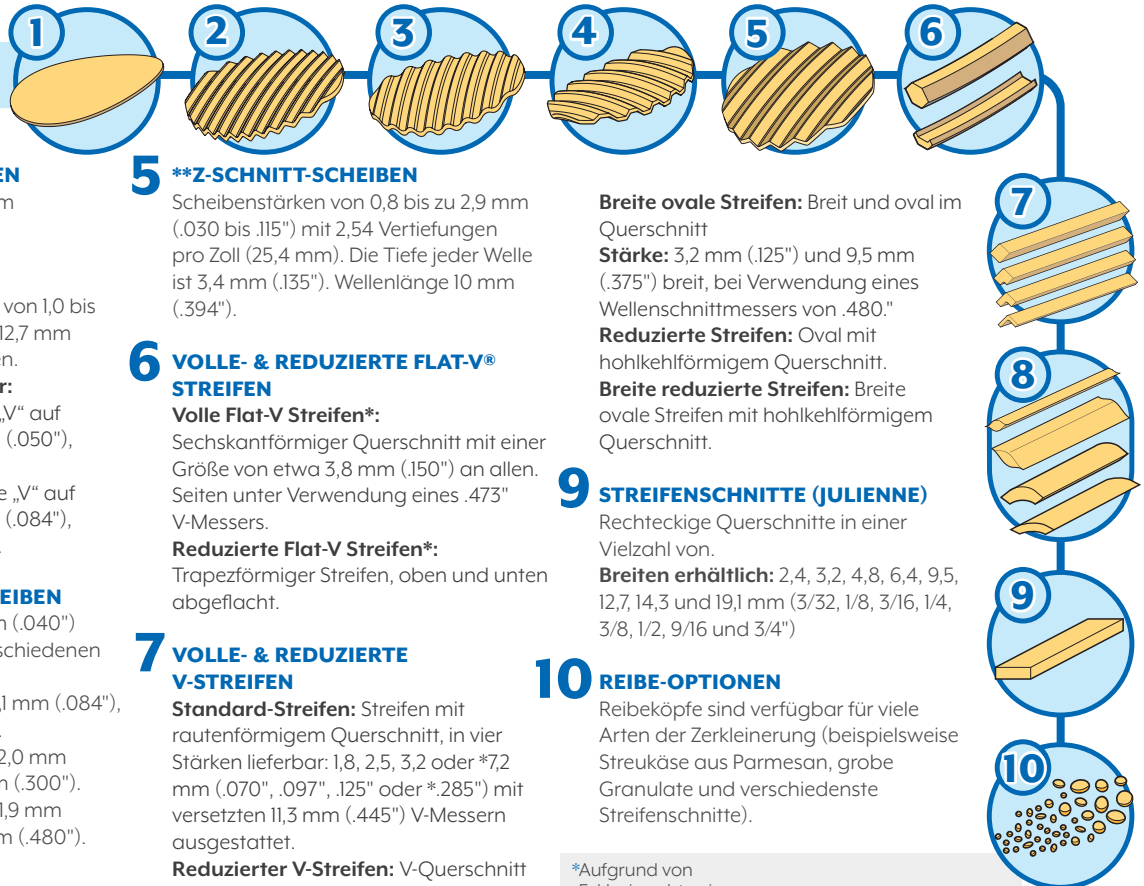 1
2
3
4
5
6
7
8
9
10
EN
m
von 1,0 bis
12,7 mm
en.
r:
„V“ auf
(.050"),
e „V“ auf
(.084"),
EIBEN
m (.040")
schiedenen
,1 mm (.084"),
2,0 mm
m (.300").
1,9 mm
m (.480").
5 **Z-SCHNITT-SCHEIBEN
Scheibenstärken von 0,8 bis zu 2,9 mm
(.030 bis .115") mit 2,54 Vertiefungen
pro Zoll (25,4 mm). Die Tiefe jeder Welle
ist 3,4 mm (.135"). Wellenlänge 10 mm
(.394").
6 VOLLE- & REDUZIERTE FLAT-V®
STREIFEN
Volle Flat-V Streifen*:
Sechskantförmiger Querschnitt mit einer
Größe von etwa 3,8 mm (.150") an allen.
Seiten unter Verwendung eines .473"
V-Messers.
Reduzierte Flat-V Streifen*:
Trapezförmiger Streifen, oben und unten
abgeflacht.
7 VOLLE- & REDUZIERTE
V-STREIFEN
Standard-Streifen: Streifen mit
rautenförmigem Querschnitt, in vier
Stärken lieferbar: 1,8, 2,5, 3,2 oder *7,2
mm (.070", .097", .125" oder *.285") mit
versetzten 11,3 mm (.445") V-Messern
ausgestattet.
Reduzierter V-Streifen: V-Querschnitt
Breite ovale Streifen: Breit und oval im
Querschnitt
Stärke: 3,2 mm (.125") und 9,5 mm
(.375") breit, bei Verwendung eines
Wellenschnittmessers von .480."
Reduzierte Streifen: Oval mit
hohlkehlförmigem Querschnitt.
Breite reduzierte Streifen: Breite
ovale Streifen mit hohlkehlförmigem
Querschnitt.
9 STREIFENSCHNITTE (JULIENNE)
Rechteckige Querschnitte in einer
Vielzahl von.
Breiten erhältlich: 2,4, 3,2, 4,8, 6,4, 9,5,
12,7, 14,3 und 19,1 mm (3/32, 1/8, 3/16, 1/4,
3/8, 1/2, 9/16 und 3/4")
10 REIBE-OPTIONEN
Reibeköpfe sind verfügbar für viele
Arten der Zerkleinerung (beispielsweise
Streukäse aus Parmesan, grobe
Granulate und verschiedenste
Streifenschnitte).
*Aufgrund von